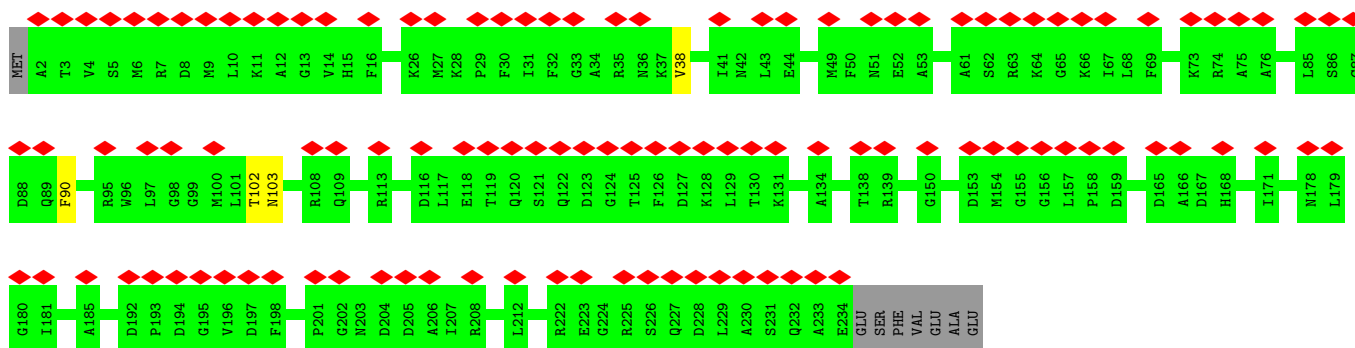 MET A2 T3 V4 S5 M6 R7 D8 M9 L10 K11 A12 G13 V14 H15 F16 K26 M27 K28 P29 F30 I31 F32 G33 A34 R35 N36 K37 V38 I41 N42 L43 E44 M49 F50 N51 E52 A53 A61 S62 R63 K64 G65 K66 I67 L68 F69 K73 R74 A75 A76 L85 S86
D88 Q89 F90 R95 W96 L97 G98 G99 M100 L101 T102 N103 R108 Q109 R113 D116 L117 E118 T119 Q120 S121 Q122 D123 G124 T125 F126 D127 K128 L129 T130 K131 A134 T138 R139 G150 D153 M154 G155 G156 L157 P158 D159 D165 A166 D167 H168 I171 N178 L179
G180 I181 A185 D192 P193 D194 G195 V196 D197 F198 P201 G202 N203 D204 D205 A206 I207 R208 L212 R222 E223 G224 R225 S226 Q227 D228 L229 A230 S231 Q232 A233 E234 GLU SER PHE VAL GLU ALA GLU